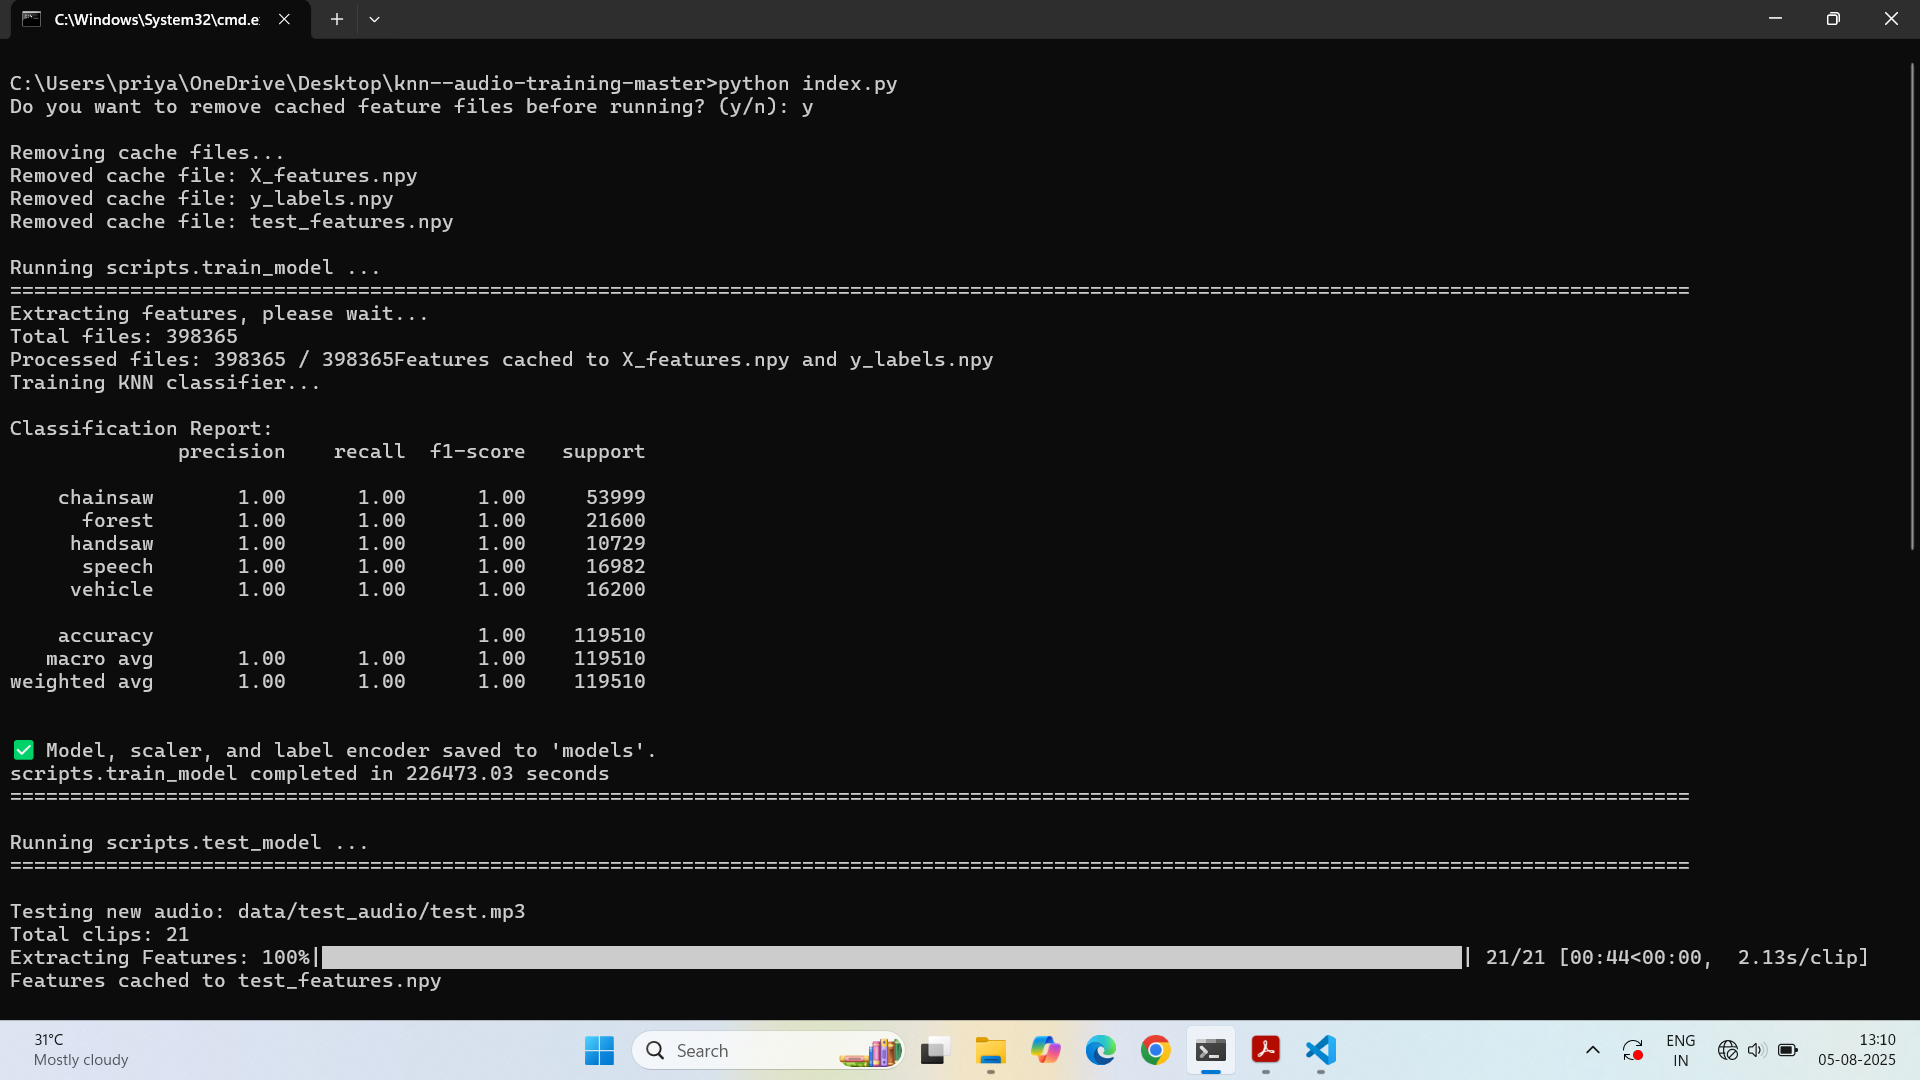 C:\Windows\System32\cmd.e
C:\Users\priya\OneDrive\Desktop\knn--audio-training-master>python index.py
Do you want to remove cached feature files before running? (y/n): y
Removing cache files...
Removed cache file: X_features.npy
Removed cache file: y_labels.npy
Removed cache file: test_features.npy
Running scripts.train_model ...
============================================================================================================================================
Extracting features, please wait...
Total files: 398365
Processed files: 398365 / 398365Features cached to X_features.npy and y_labels.npy
Training KNN classifier...
Classification Report:
precision recall f1-score support
chainsaw 1.00 1.00 1.00 53999
forest 1.00 1.00 1.00 21600
handsaw 1.00 1.00 1.00 10729
speech 1.00 1.00 1.00 16982
vehicle 1.00 1.00 1.00 16200
accuracy 1.00 119510
macro avg 1.00 1.00 1.00 119510
weighted avg 1.00 1.00 1.00 119510
✅ Model, scaler, and label encoder saved to 'models'.
scripts.train_model completed in 226473.03 seconds
============================================================================================================================================
Running scripts.test_model ...
============================================================================================================================================
Testing new audio: data/test_audio/test.mp3
Total clips: 21
Extracting Features: 100%| | 21/21 [00:44<00:00, 2.13s/clip]
Features cached to test_features.npy
31°C
Mostly cloudy
Search
ENG
IN
13:10
05-08-2025